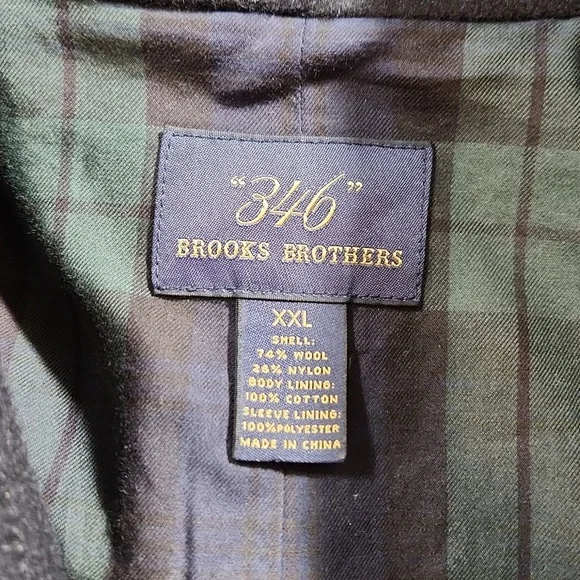 "346"
BROOKS BROTHERS
XXL
SHELL:
74% WOOL
26% NYLON
BODY LINING:
100% COTTON
SLEEVE LINING:
100%POLYESTER
MADE IN CHINA